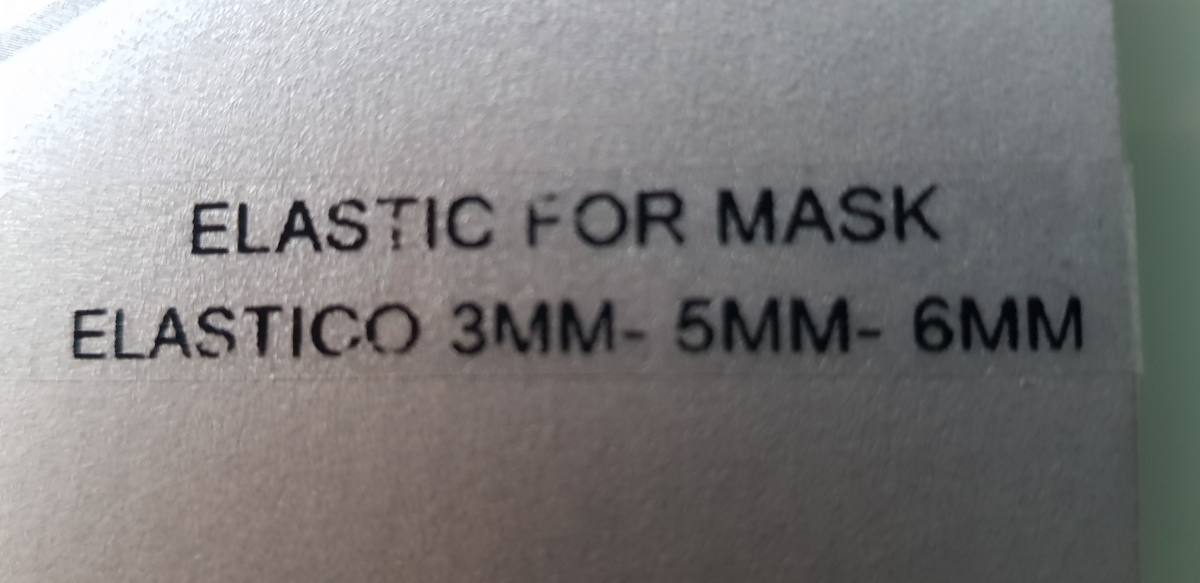 ELASTIC FOR MASK
ELASTICO 3MM- 5MM- 6MM